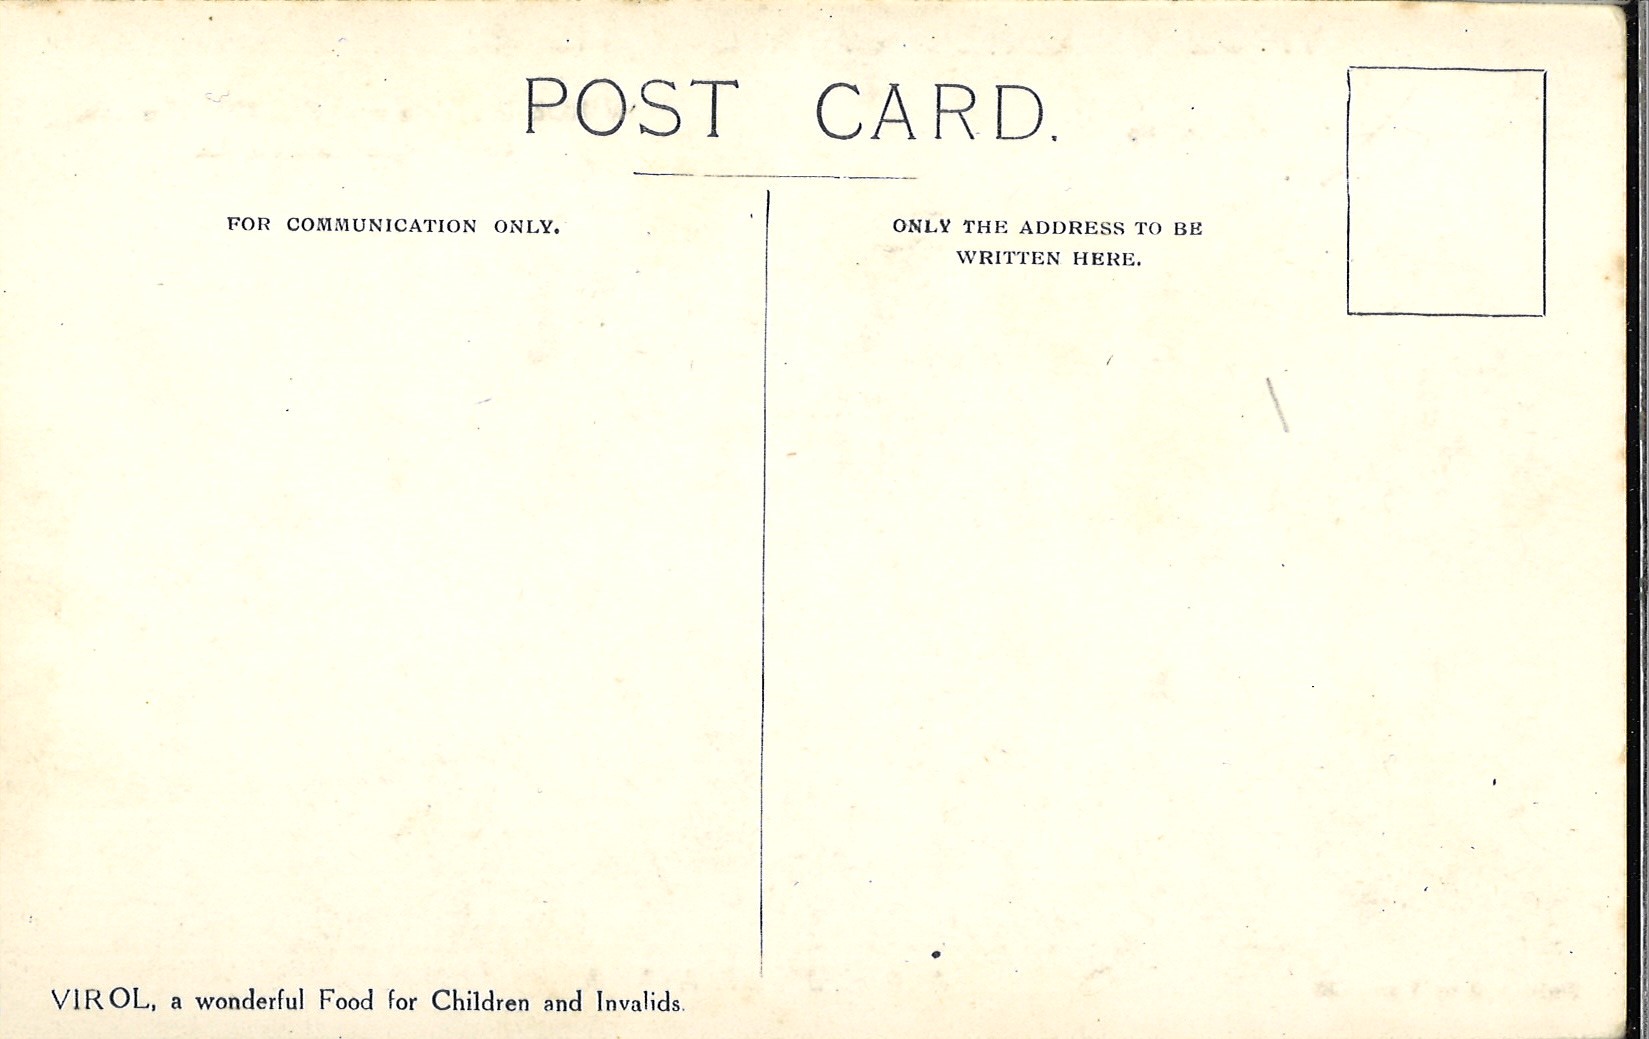 POST CARD.
FOR COMMUNICATION ONLY.
ONLY THE ADDRESS TO BE
WRITTEN HERE.
VIROL, a wonderful Food for Children and Invalids.